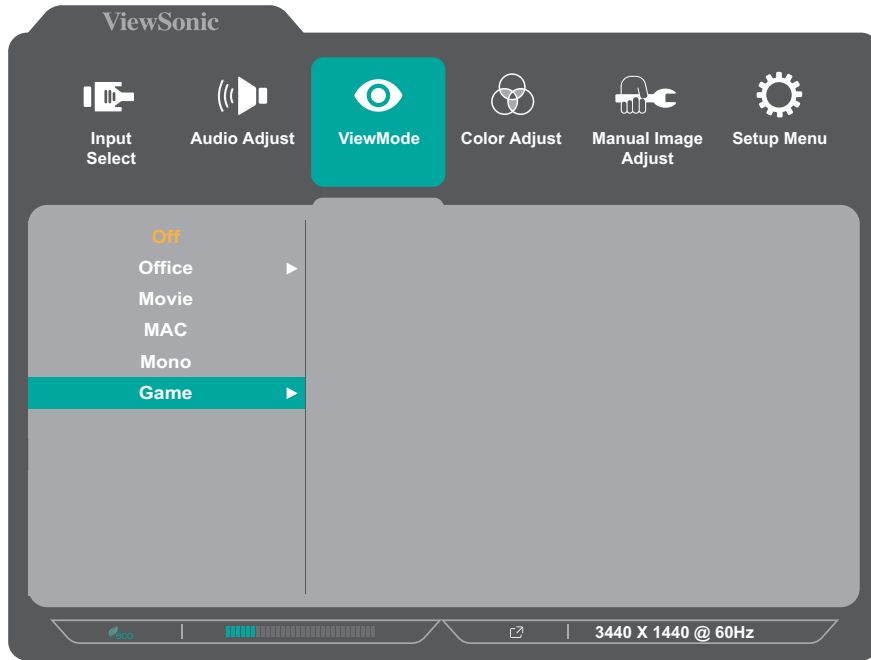 ViewSonic
Input
Select
Audio Adjust
ViewMode
Color Adjust
Manual Image
Adjust
Setup Menu
Off
Office
Movie
MAC
Mono
Game
eco
3440 X 1440 @ 60Hz